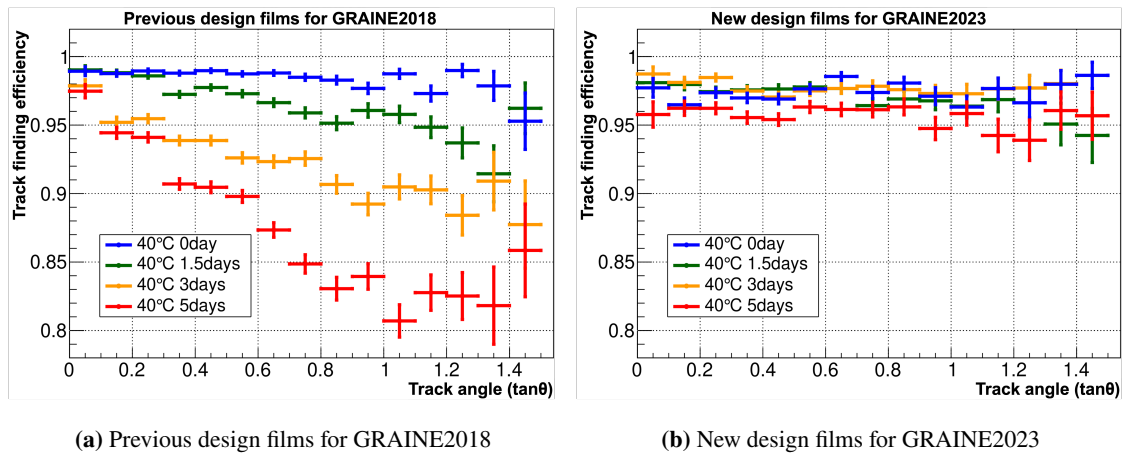 Previous design films for GRAINE2018
Track finding efficiency
1
0.95
0.9
0.85
0.8
40°C 0day
40°C 1.5days
40°C 3days
40°C 5days
0 0.2 0.4 0.6 0.8 1 1.2 1.4
Track angle (tanθ)
(a) Previous design films for GRAINE2018
New design films for GRAINE2023
Track finding efficiency
1
0.95
0.9
0.85
0.8
40°C 0day
40°C 1.5days
40°C 3days
40°C 5days
0 0.2 0.4 0.6 0.8 1 1.2 1.4
Track angle (tanθ)
(b) New design films for GRAINE2023